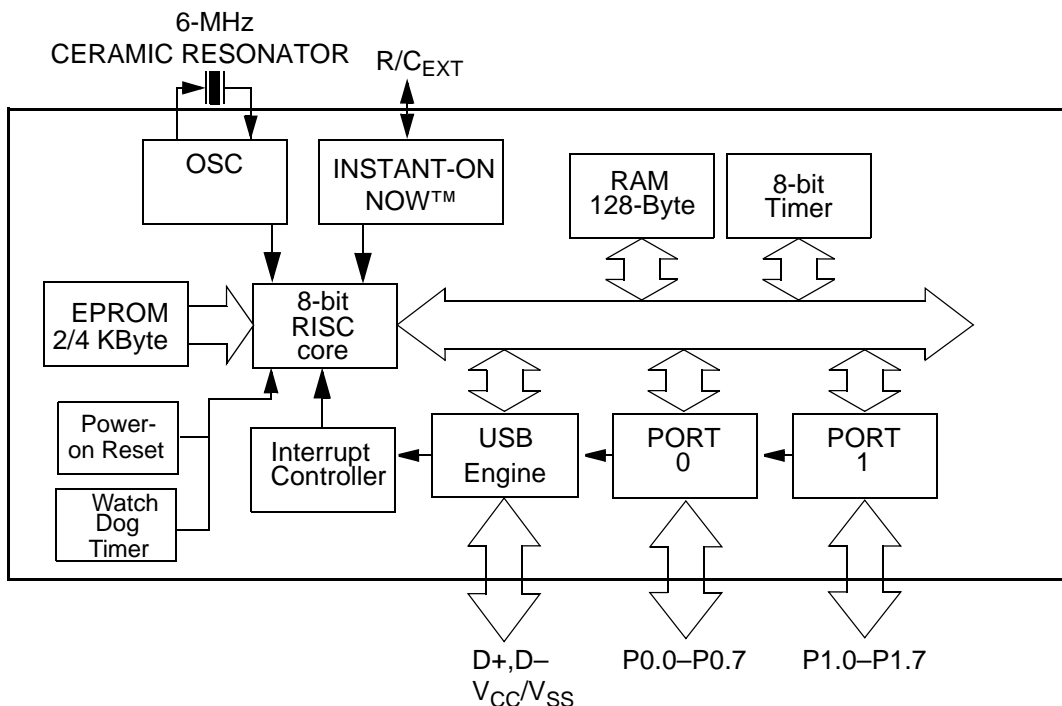 6-MHz
CERAMIC RESONATOR
R/CEXT
OSC
INSTANT-ON
NOW™
RAM
128-Byte
8-bit
Timer
EPROM
2/4 KByte
8-bit
RISC
core
Power-
on Reset
Interrupt
Controller
USB
Engine
PORT
0
PORT
1
Watch
Dog
Timer
D+,D–
VCC/VSS
P0.0–P0.7
P1.0–P1.7